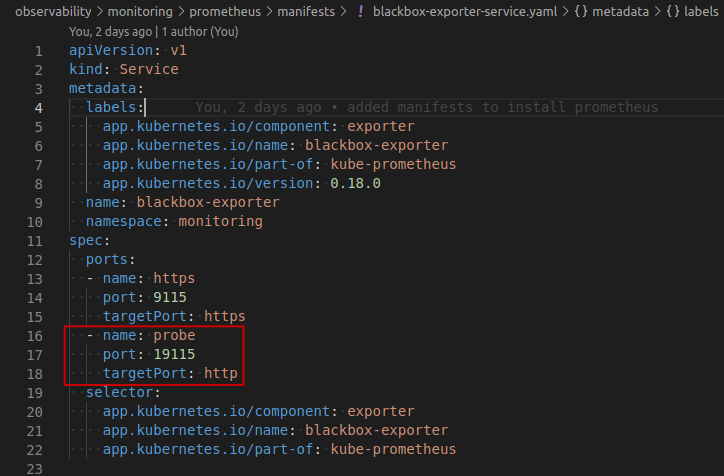 observability > monitoring > prometheus > manifests > ! blackbox-exporter-service.yaml > {} metadata > {} labels
You, 2 days ago | 1 author (You)
1 apiVersion: v1
2 kind: Service
3 metadata:
4   labels: You, 2 days ago • added manifests to install prometheus
5     app.kubernetes.io/component: exporter
6     app.kubernetes.io/name: blackbox-exporter
7     app.kubernetes.io/part-of: kube-prometheus
8     app.kubernetes.io/version: 0.18.0
9   name: blackbox-exporter
10   namespace: monitoring
11 spec:
12   ports:
13   - name: https
14     port: 9115
15     targetPort: https
16   - name: probe
17     port: 19115
18     targetPort: http
19   selector:
20     app.kubernetes.io/component: exporter
21     app.kubernetes.io/name: blackbox-exporter
22     app.kubernetes.io/part-of: kube-prometheus
23